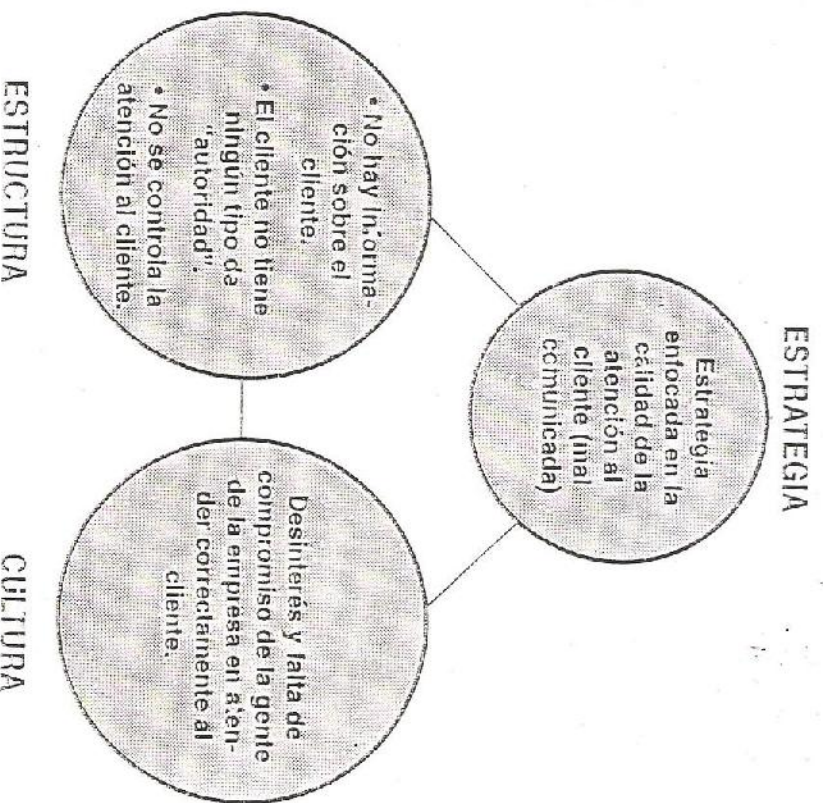 ESTRATEGIA
Estrategia
enfocada en la
calidad de la
atención al
cliente (mal
comunicada)
• No hay informa-
ción sobre el
cliente.
• El cliente no tiene
ningún tipo de
"autoridad".
• No se controla la
atención al cliente.
ESTRUCTURA
Desinterés y falta de
compromiso de la gente
de la empresa en aten-
der correctamente al
cliente.
CULTURA